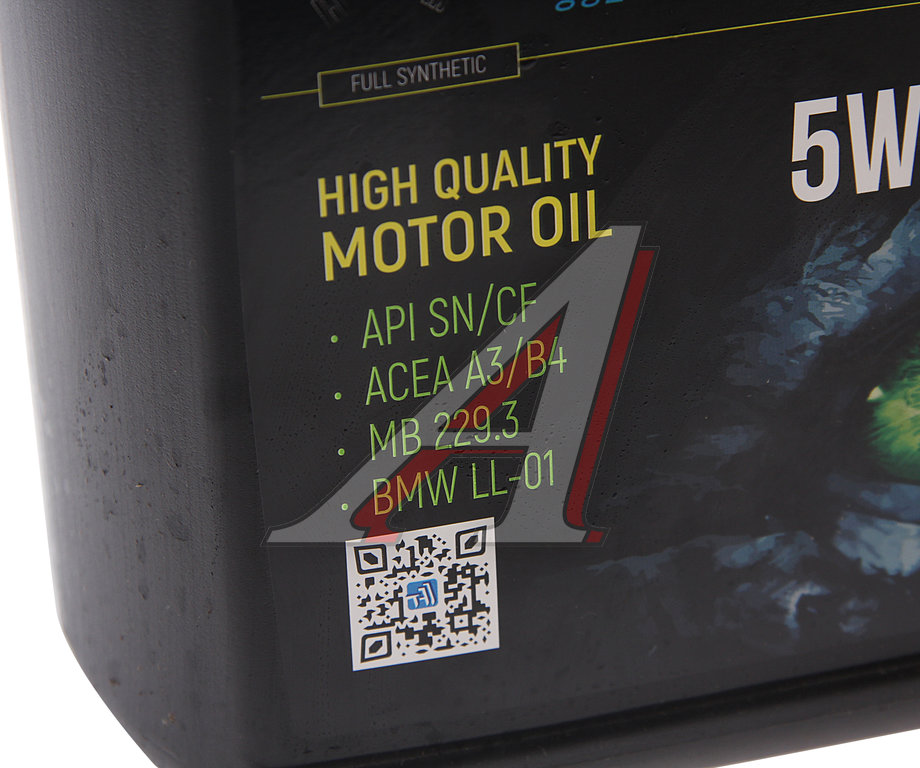 FULL SYNTHETIC
5W
HIGH QUALITY
MOTOR OIL
• API SN/CF
• ACEA A3/B4
• MB 229.3
• BMW LL-01